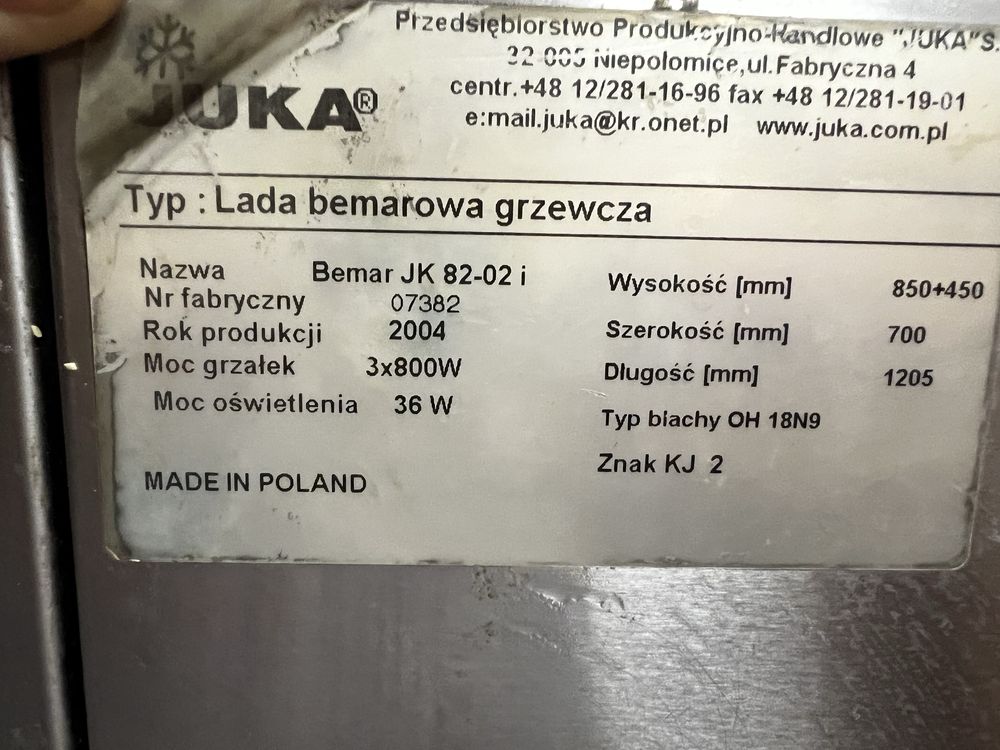 JUKA®
Przedsiębiorstwo Produkcyjno-Handlowe "JUKA" S.
32-005 Niepołomice, ul. Fabryczna 4
centr.+48 12/281-16-96 fax +48 12/281-19-01
e:mail.juka@kr.onet.pl www.juka.com.pl
Typ : Lada bemarowa grzewcza
Nazwa Bemar JK 82-02 i
Nr fabryczny 07382
Rok produkcji 2004
Moc grzałek 3x800W
Moc oświetlenia 36 W
MADE IN POLAND
Wysokość [mm] 850+450
Szerokość [mm] 700
Długość [mm] 1205
Typ blachy OH 18N9
Znak KJ 2